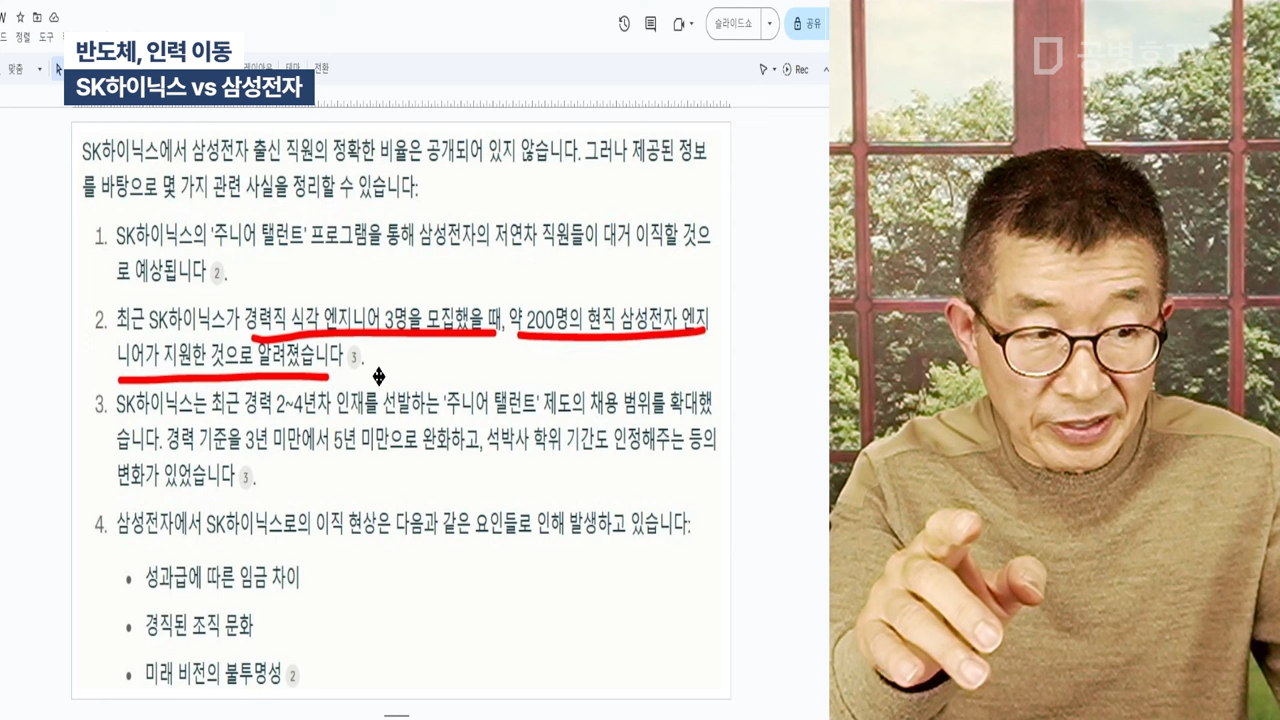 정렬 도구
슬라이드쇼
공유
반도체, 인력 이동
맞춤
테마 전환
Rec
SK하이닉스 vs 삼성전자
공병호TV
SK하이닉스에서 삼성전자 출신 직원의 정확한 비율은 공개되어 있지 않습니다. 그러나 제공된 정보
를 바탕으로 몇 가지 관련 사실을 정리할 수 있습니다:
1. SK하이닉스의 '주니어 탤런트' 프로그램을 통해 삼성전자의 저연차 직원들이 대거 이직할 것으
로 예상됩니다 2.
2. 최근 SK하이닉스가 경력직 식각 엔지니어 3명을 모집했을 때, 약 200명의 현직 삼성전자 엔지
니어가 지원한 것으로 알려졌습니다 3.
3. SK하이닉스는 최근 경력 2~4년차 인재를 선발하는 '주니어 탤런트' 제도의 채용 범위를 확대했
습니다. 경력 기준을 3년 미만에서 5년 미만으로 완화하고, 석박사 학위 기간도 인정해주는 등의
변화가 있었습니다 3.
4. 삼성전자에서 SK하이닉스로의 이직 현상은 다음과 같은 요인들로 인해 발생하고 있습니다:
• 성과급에 따른 임금 차이
• 경직된 조직 문화
• 미래 비전의 불투명성 2